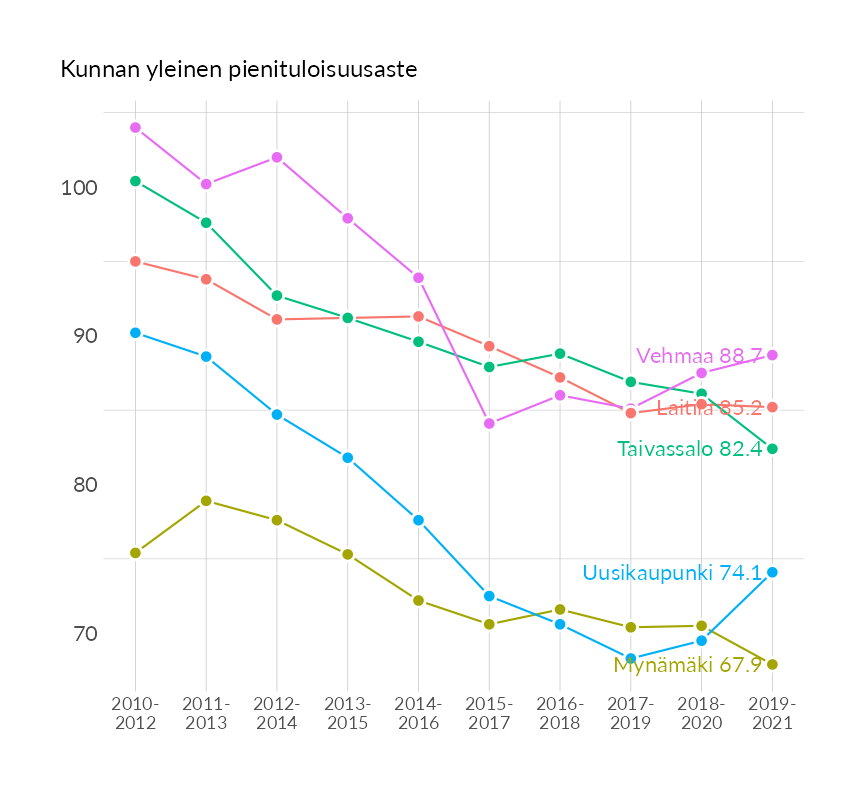 Kunnan yleinen pienituloisuusaste
100
90
80
70
Vehmaa 88.7
Laitila 85.2
Taivassalo 82.4
Uusikaupunki 74.1
Mynämäki 67.9
2010- 2011- 2012- 2013- 2014- 2015- 2016- 2017- 2018- 2019-
2012 2013 2014 2015 2016 2017 2018 2019 2020 2021